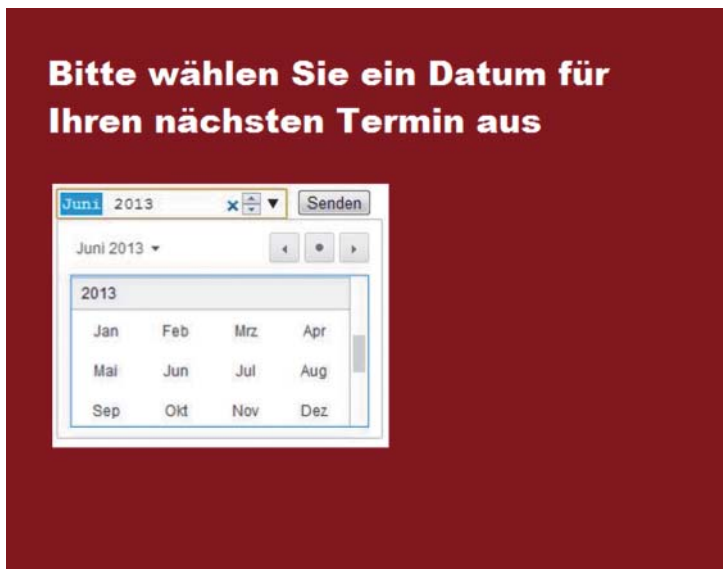 Bitte wählen Sie ein Datum für
Ihren nächsten Termin aus
Juni 2013 Senden
Juni 2013
2013
Jan Feb Mrz Apr
Mai Jun Jul Aug
Sep Okt Nov Dez